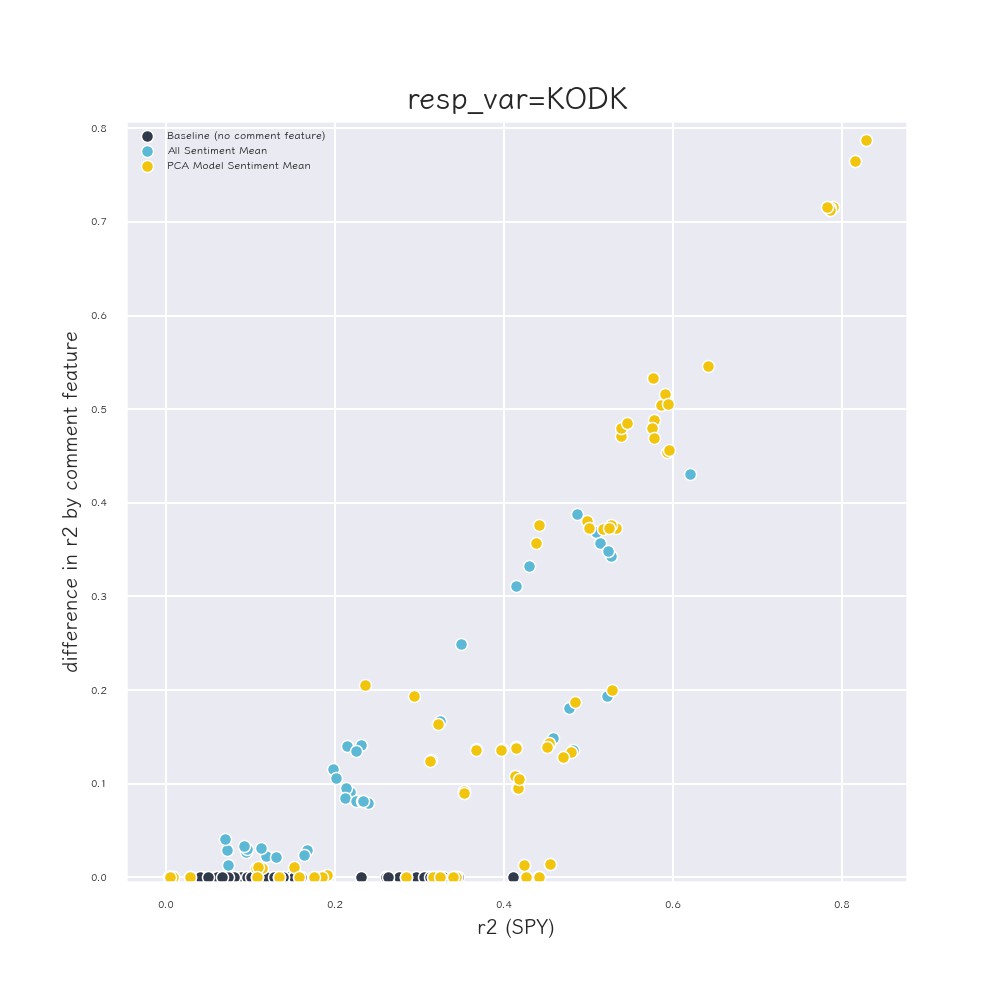 resp_var=KODK
Baseline (no comment feature)
All Sentiment Mean
PCA Model Sentiment Mean
difference in r2 by comment feature
0.8
0.7
0.6
0.5
0.4
0.3
0.2
0.1
0.0
0.0 0.2 0.4 0.6 0.8
r2 (SPY)